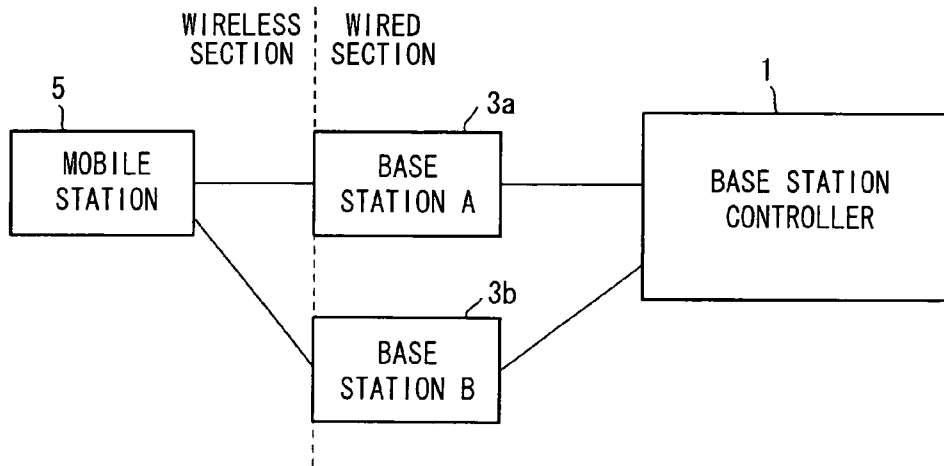 WIRELESS
SECTION
WIRED
SECTION
5
MOBILE
STATION
3a
BASE
STATION A
1
BASE STATION
CONTROLLER
3b
BASE
STATION B